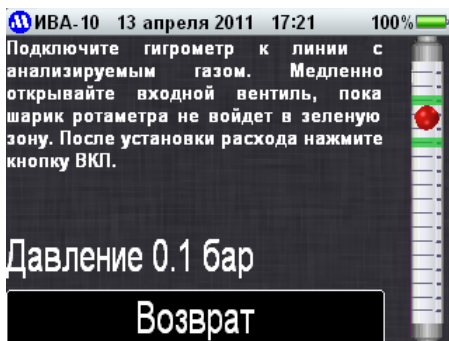 ИВА-10 13 апреля 2011 17:21 100%
Подключите гигрометр к линии с
анализируемым газом. Медленно
открывайте входной вентиль, пока
шарик ротаметра не войдет в зеленую
зону. После установки расхода нажмите
кнопку ВКЛ.
Давление 0.1 бар
Возврат